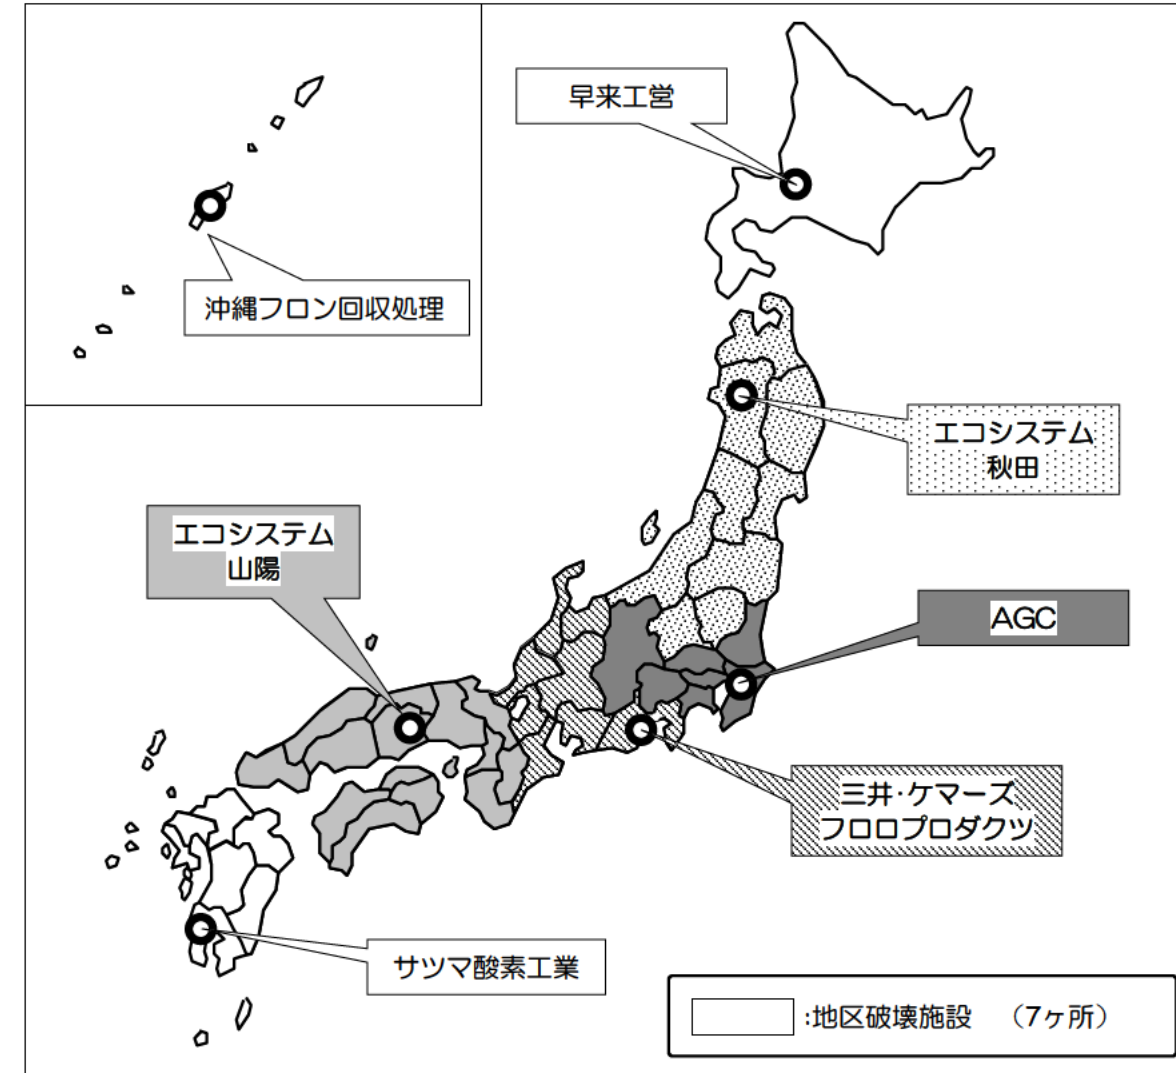 早来工営
沖縄フロン回収処理
エコシステム
秋田
エコシステム
山陽
AGC
三井・ケマーズ
フロロプロダクツ
サツマ酸素工業
:地区破壊施設　（7ヶ所）